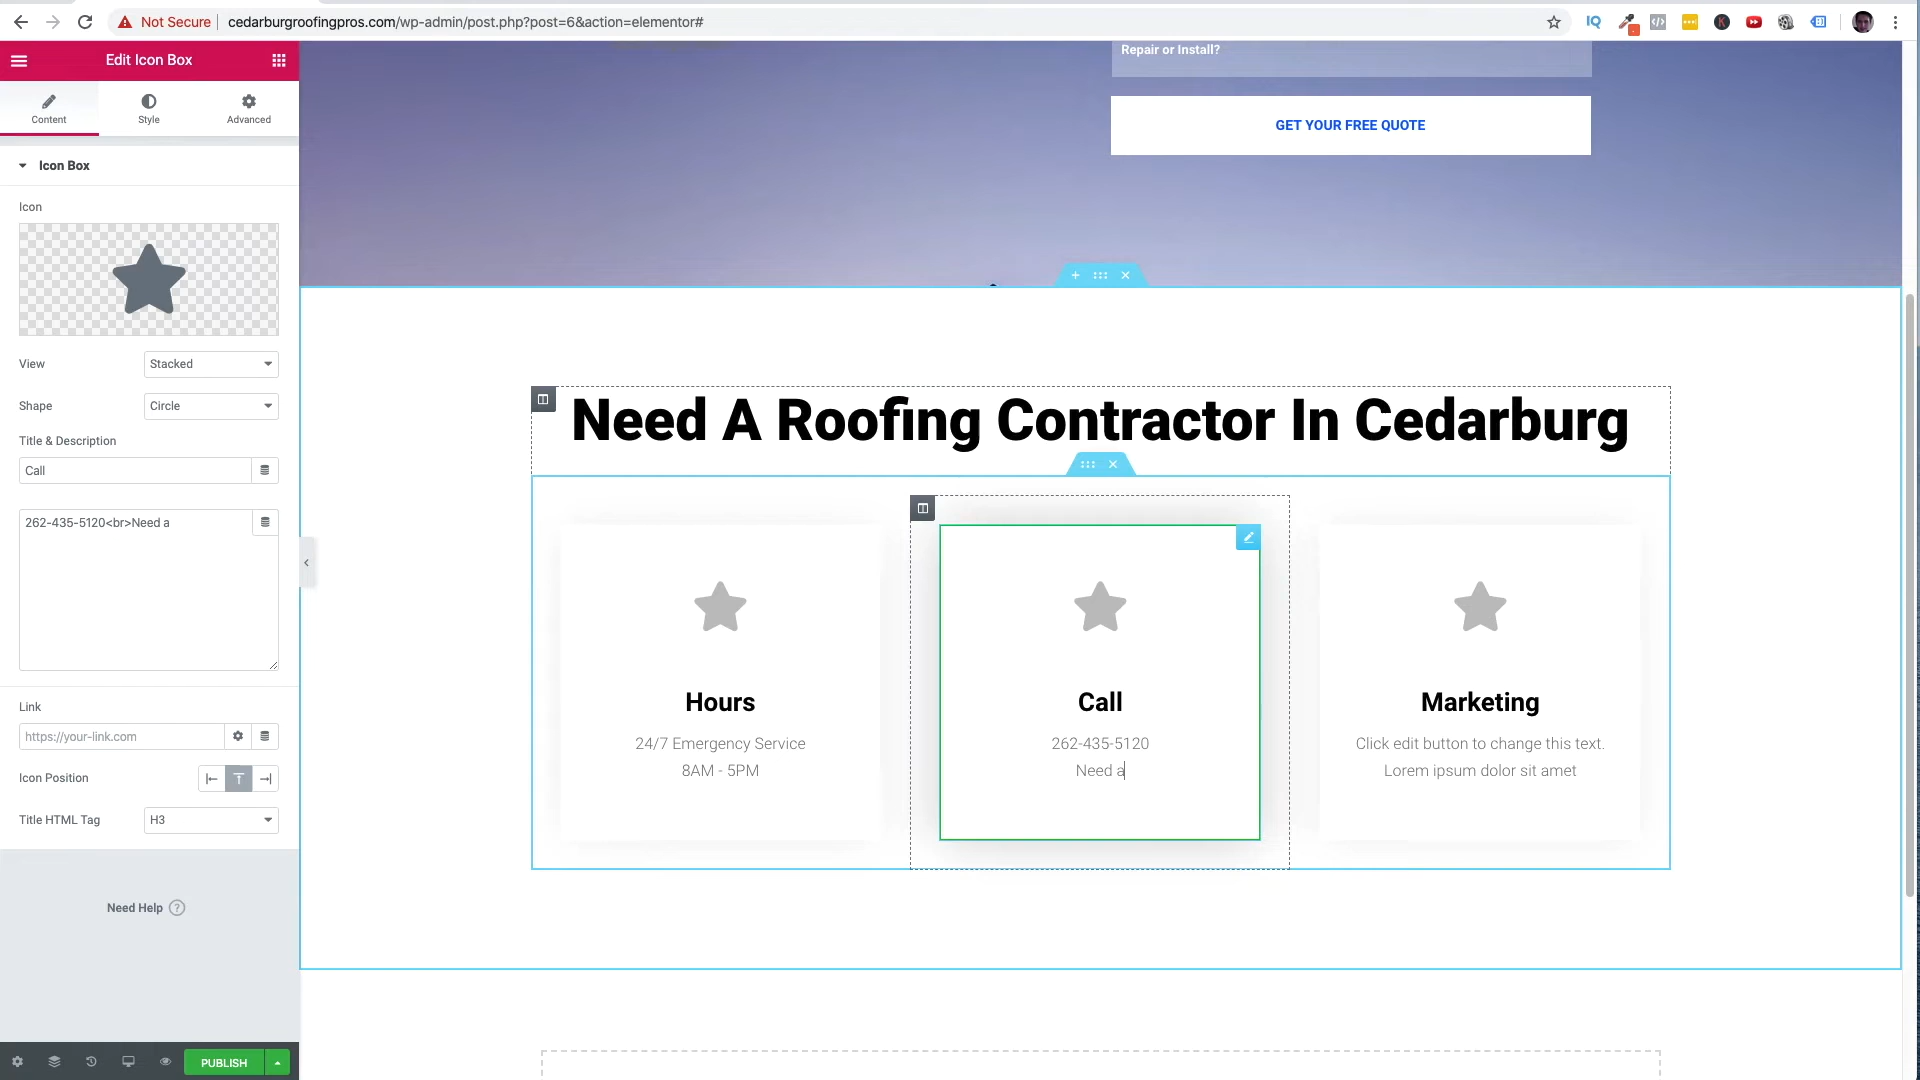 Not Secure
cedarburgroofingpros.com/wp-admin/post.php?post=6&action=elementor#
IQ
Edit Icon Box
Content
Style
Advanced
Icon Box
Icon
View
Stacked
Shape
Circle
Title & Description
Call
262-435-5120<br>Need a
Link
https://your-link.com
Icon Position
Title HTML Tag
H3
Need Help
?
PUBLISH
Repair or Install?
GET YOUR FREE QUOTE
Need A Roofing Contractor In Cedarburg
Hours
24/7 Emergency Service
8AM - 5PM
Call
262-435-5120
Need a
Marketing
Click edit button to change this text.
Lorem ipsum dolor sit amet